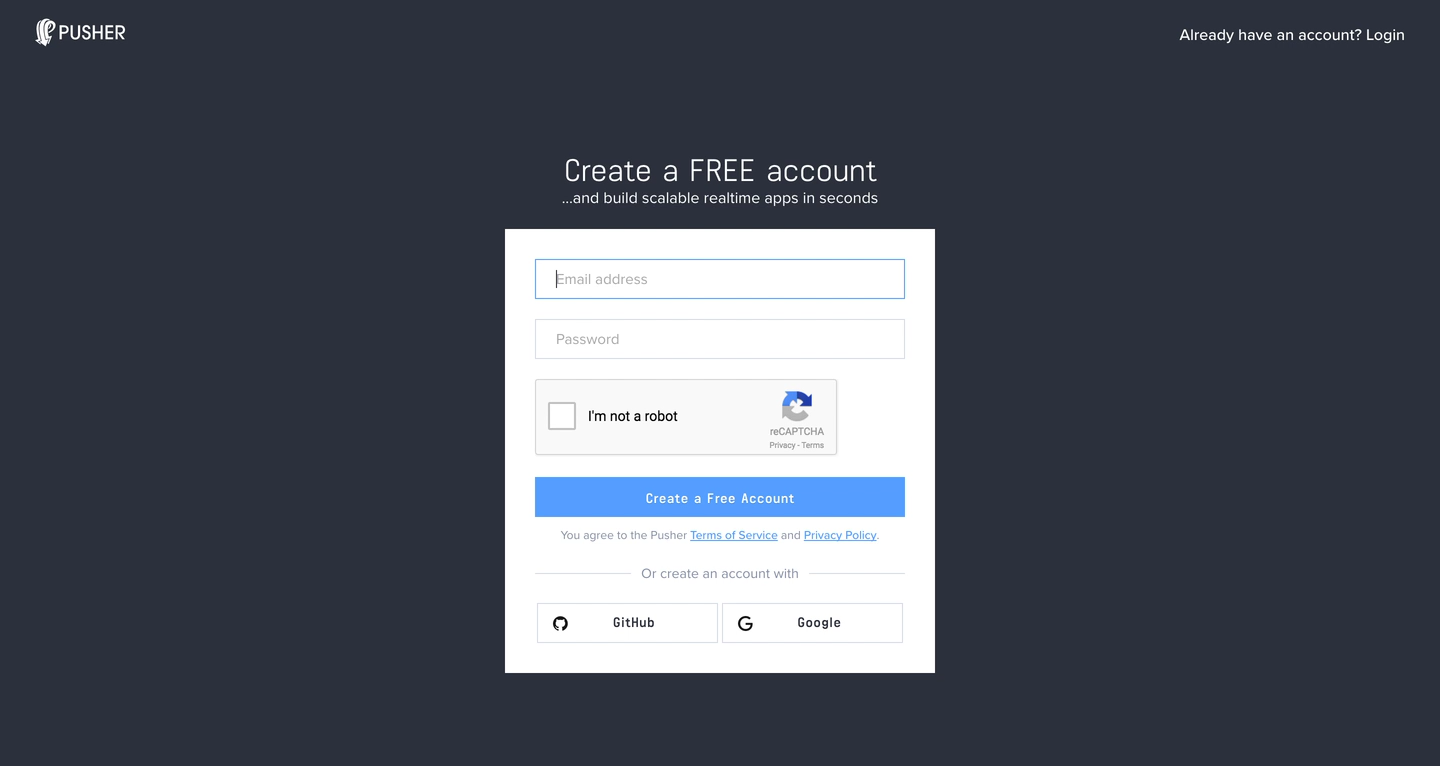 PUSHER
Already have an account? Login
Create a FREE account
...and build scalable realtime apps in seconds
Email address
Password
I'm not a robot
reCAPTCHA
Privacy - Terms
Create a Free Account
You agree to the Pusher Terms of Service and Privacy Policy.
Or create an account with
GitHub
Google